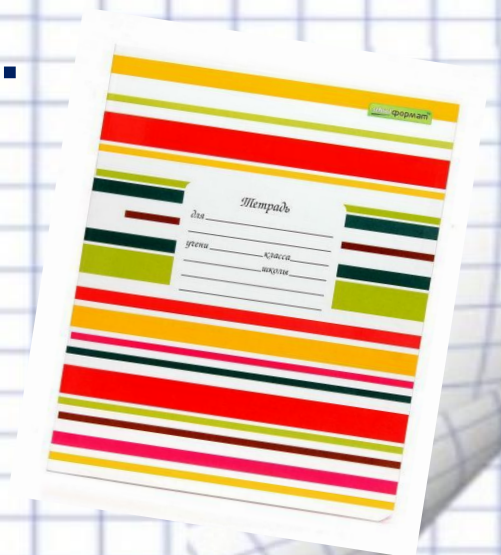 формат
Тетрадь
для
учени класса
школы